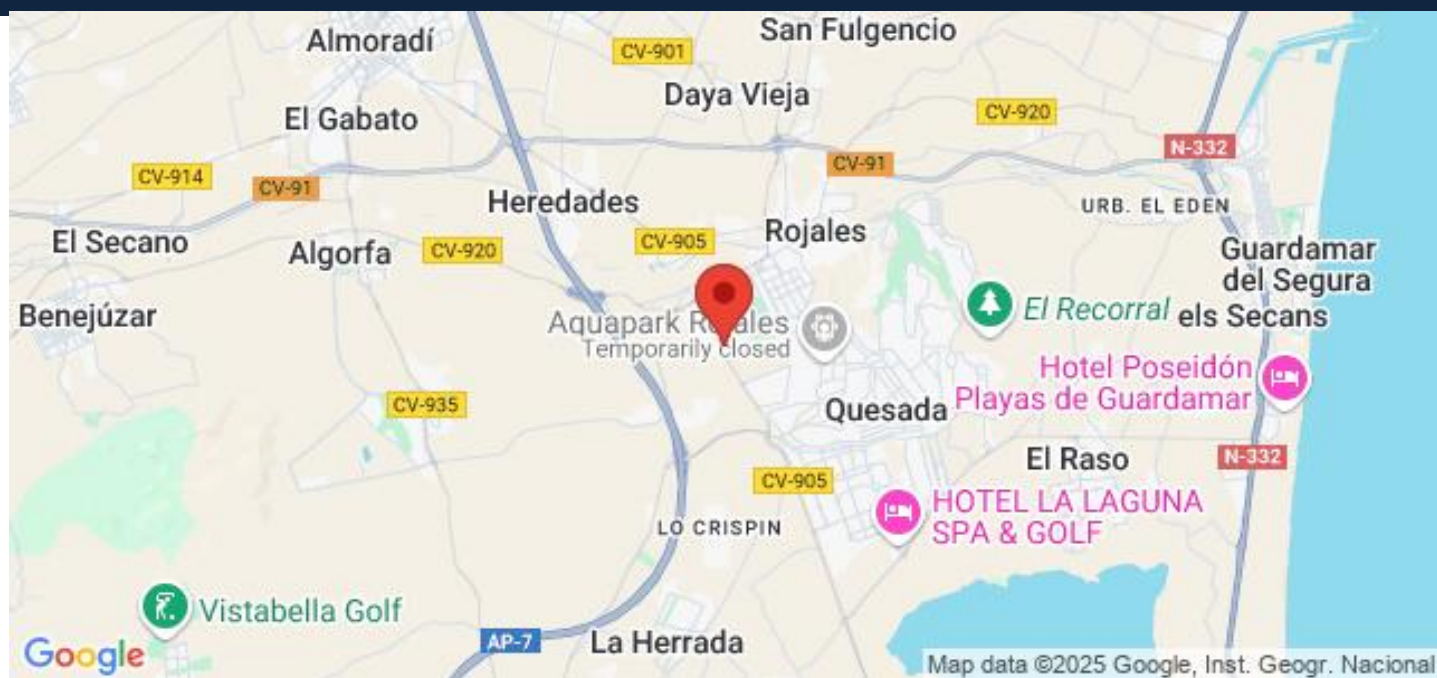 Almoradí
San Fulgencio
CV-901
Daya Vieja
El Gabato
CV-920
N-332
CV-914
CV-91
CV-91
Heredades
URB. EL EDEN
El Secano
Algorfa
CV-920
CV-905
Rojales
Guardamar
del Segura
Benejúzar
Aquapark Rojales
Temporarily closed
El Recorral
els Secans
Hotel Poseidón
Playas de Guardamar
CV-935
Quesada
El Raso
N-332
CV-905
HOTEL LA LAGUNA
SPA & GOLF
LO CRISPIN
Vistabella Golf
AP-7
La Herrada
Google
Map data ©2025 Google, Inst. Geogr. Nacional